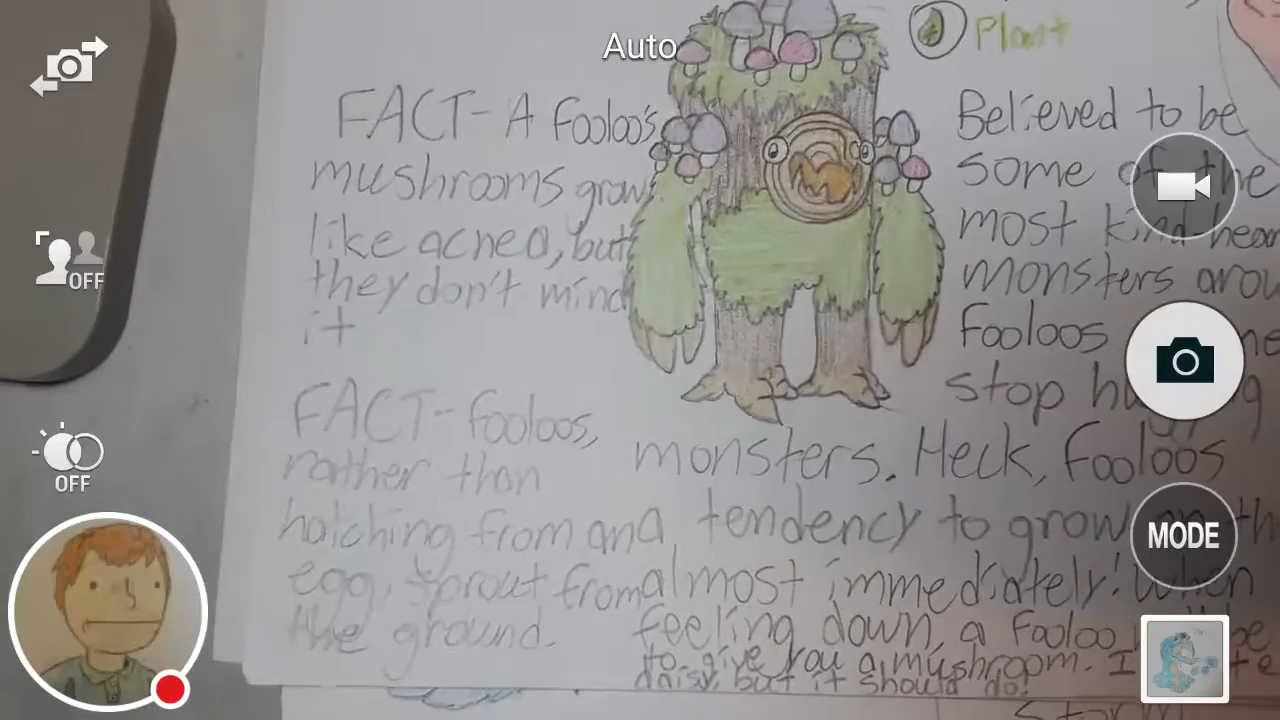 Auto
Plant
FACT- A Fooloo's
mushrooms grow
like acnea, but
they don't mind
it
FACT- fooloos,
rather than
hatching from an
egg, sprout from
the ground.
Believed to be
some of the
most kind-hear
monsters arou
Fooloos
stop
monsters. Heck, Fooloos
a tendency to grow on th
almost immediately! When
feeling down, a Fooloo
to give you a mushroom. I
daisy, but it should do!
OFF
OFF
MODE